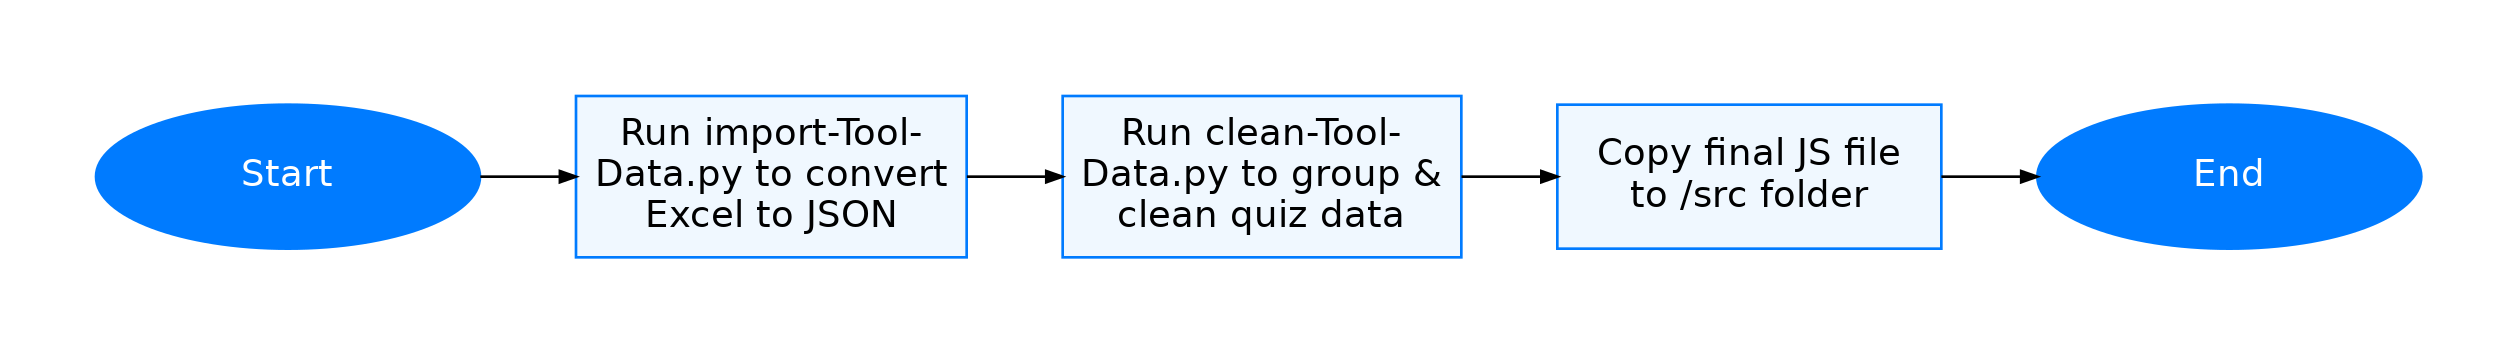 Start
Run import-Tool-
Data.py to convert
Excel to JSON
Run clean-Tool-
Data.py to group &
clean quiz data
Copy final JS file
to /src folder
End